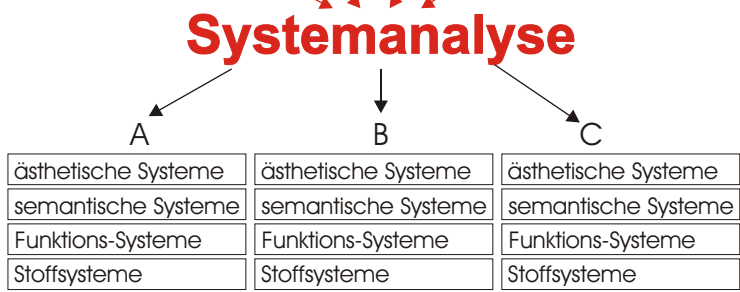 Systemanalyse
A B C
ästhetische Systeme ästhetische Systeme ästhetische Systeme
semantische Systeme semantische Systeme semantische Systeme
Funktions-Systeme Funktions-Systeme Funktions-Systeme
Stoffsysteme Stoffsysteme Stoffsysteme